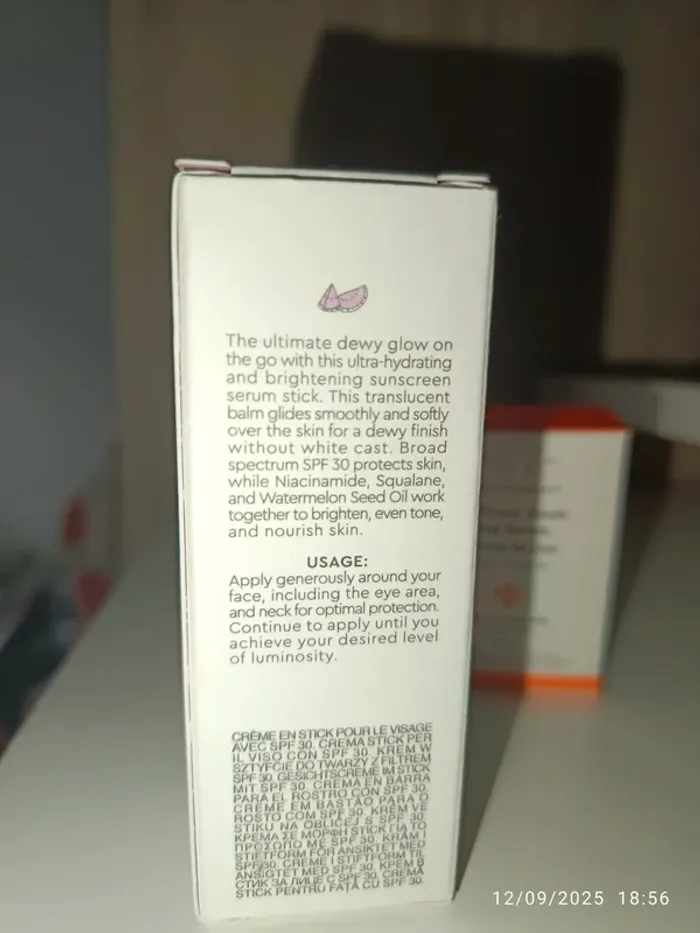 The ultimate dewy glow on
the go with this ultra-hydrating
and brightening sunscreen
serum stick. This translucent
balm glides smoothly and softly
over the skin for a dewy finish
without white cast. Broad
spectrum SPF 30 protects skin,
while Niacinamide, Squalane,
and Watermelon Seed Oil work
together to brighten, even tone,
and nourish skin.
USAGE:
Apply generously around your
face, including the eye area,
and neck for optimal protection.
Continue to apply until you
achieve your desired level
of luminosity.
CRÈME EN STICK POUR LE VISAGE
AVEC SPF 30. CREMA STICK PER
IL VISO CON SPF 30. KREM W
SZTYFCIE DO TWARZY Z FILTREM
SPF 30. GESICHTSCREME IM STICK
MIT SPF 30. CREMA EN BARRA
PARA EL ROSTRO CON SPF 30.
CREME EM BASTÃO PARA O
ROSTO COM SPF 30. KRÉM VE
STIKU NA OBLIČEJ S SPF 30.
ΚΡΕΜΑ ΣΕ ΜΟΡΦΗ STICK ΓΙΑ ΤΟ
ΠΡΟΣΩΠΟ ΜΕ SPF 30. KRÄM I
STIFTFORM FÖR ANSIKTET MED
SPF 30. CREME I STIFTFORM TIL
ANSIGTET MED SPF 30. КРЕМ В
СТИК ЗА ЛИЦЕ С SPF 30. CREMĂ
STICK PENTRU FAȚĂ CU SPF 30.
12/09/2025 18:56